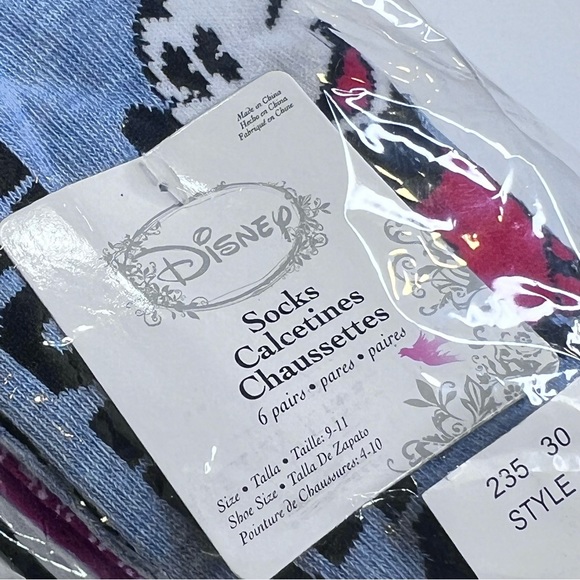 Made in China
Hecho en China
Fabriqué en Chine
DISNEY
Socks
Calcetines
Chaussettes
6 pairs • pares • paires
Size • Talla • Taille: 9-11
Shoe Size • Talla De Zapato
Pointure de Chaussures: 4-10
235 30
STYLE